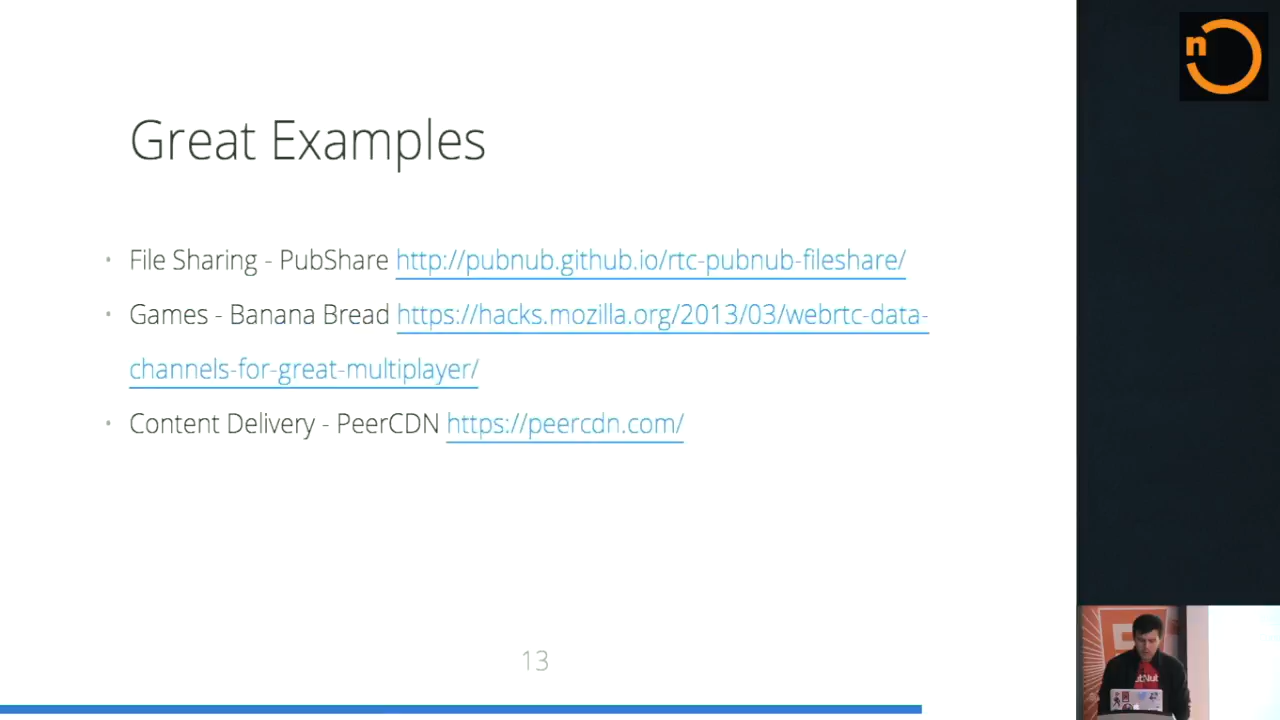 n
Great Examples
• File Sharing - PubShare http://pubnub.github.io/rtc-pubnub-fileshare/
• Games - Banana Bread https://hacks.mozilla.org/2013/03/webrtc-data-
channels-for-great-multiplayer/
• Content Delivery - PeerCDN https://peercdn.com/
13